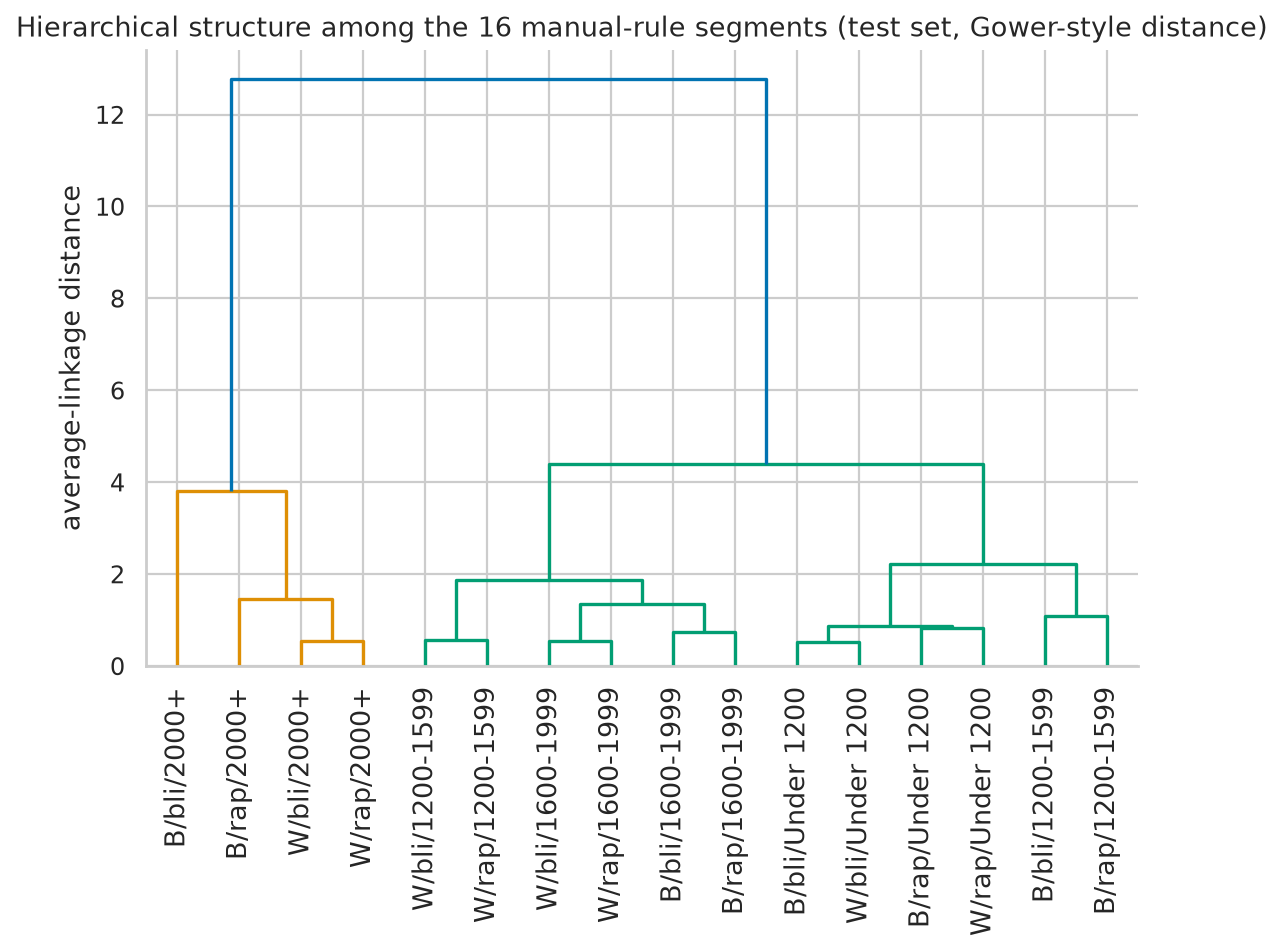 Hierarchical structure among the 16 manual-rule segments (test set, Gower-style distance)
average-linkage distance
12
10
8
6
4
2
0
B/bli/2000+
B/rap/2000+
W/bli/2000+
W/rap/2000+
W/bli/1200-1599
W/rap/1200-1599
W/bli/1600-1999
W/rap/1600-1999
B/bli/1600-1999
B/rap/1600-1999
B/bli/Under 1200
W/bli/Under 1200
B/rap/Under 1200
W/rap/Under 1200
B/bli/1200-1599
B/rap/1200-1599